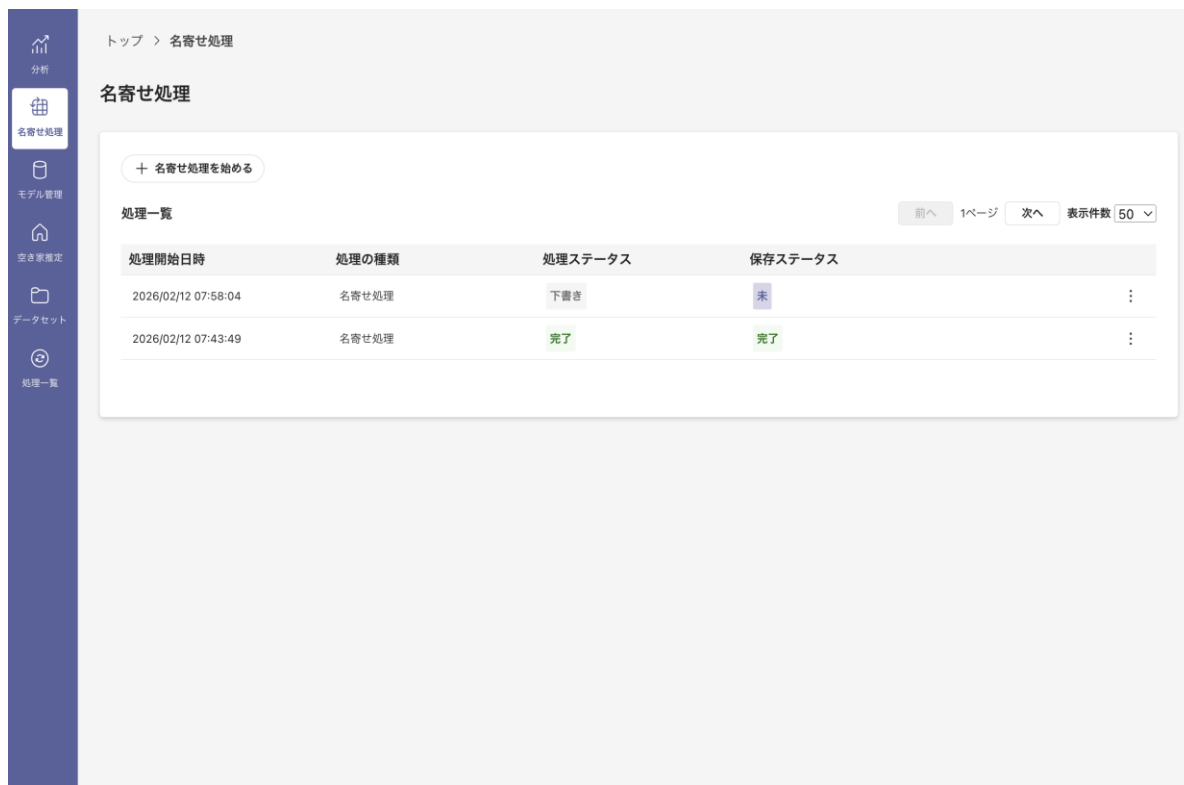 分析
名寄せ処理
モデル管理
空き家推定
データセット
処理一覧
トップ > 名寄せ処理
名寄せ処理
+ 名寄せ処理を始める
処理一覧 前へ 1ページ 次へ 表示件数 50
処理開始日時 処理の種類 処理ステータス 保存ステータス
2026/02/12 07:58:04 名寄せ処理 下書き 未
2026/02/12 07:43:49 名寄せ処理 完了 完了